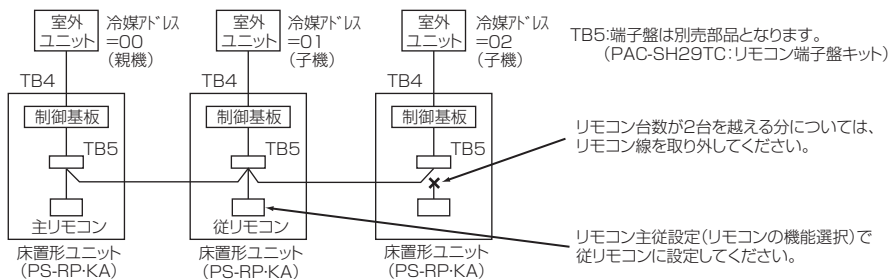 室外
ユニット
冷媒アドレス
=00
(親機)
室外
ユニット
冷媒アドレス
=01
(子機)
室外
ユニット
冷媒アドレス
=02
(子機)
TB5:端子盤は別売部品となります。
(PAC-SH29TC:リモコン端子盤キット)
TB4
TB4
TB4
制御基板
制御基板
制御基板
TB5
TB5
TB5
リモコン台数が2台を越える分については、
リモコン線を取り外してください。
主リモコン
従リモコン
リモコン主従設定(リモコンの機能選択)で
従リモコンに設定してください。
床置形ユニット
(PS-RP・KA)
床置形ユニット
(PS-RP・KA)
床置形ユニット
(PS-RP・KA)